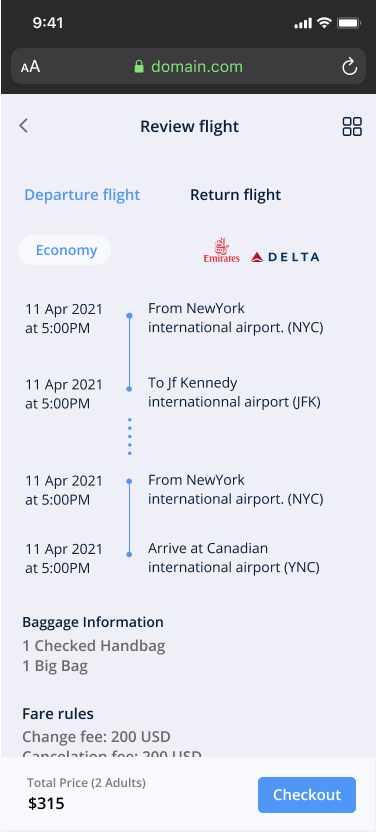 9:41
AA
domain.com
Review flight
Departure flight
Return flight
Economy
Emirates
DELTA
11 Apr 2021
at 5:00PM
From NewYork
international airport. (NYC)
11 Apr 2021
at 5:00PM
To Jf Kennedy
internationnal airport (JFK)
11 Apr 2021
at 5:00PM
From NewYork
international airport. (NYC)
11 Apr 2021
at 5:00PM
Arrive at Canadian
international airport (YNC)
Baggage Information
1 Checked Handbag
1 Big Bag
Fare rules
Change fee: 200 USD
Cancelation fee: 200 USD
Total Price (2 Adults)
$315
Checkout